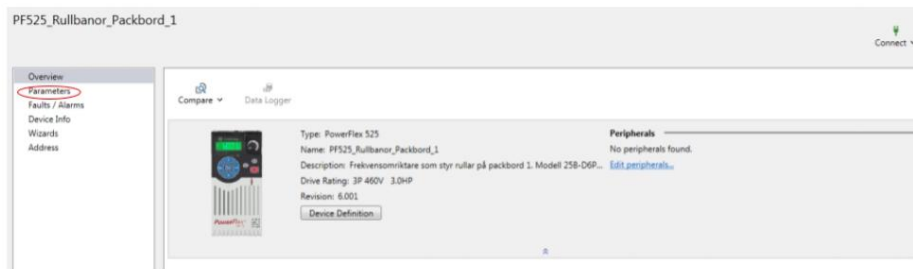 PF525_Rullbanor_Packbord_1
Connect
Overview
Parameters
Faults / Alarms
Device Info
Wizards
Address
Compare
Data Logger
Type: PowerFlex 525
Name: PF525_Rullbanor_Packbord_1
Description: Frekvensomriktare som styr rullar på packbord 1. Modell 25B-D6P...
Drive Rating: 3P 460V 3.0HP
Revision: 6.001
Device Definition
Peripherals
No peripherals found.
Edit peripherals...
PowerFlex